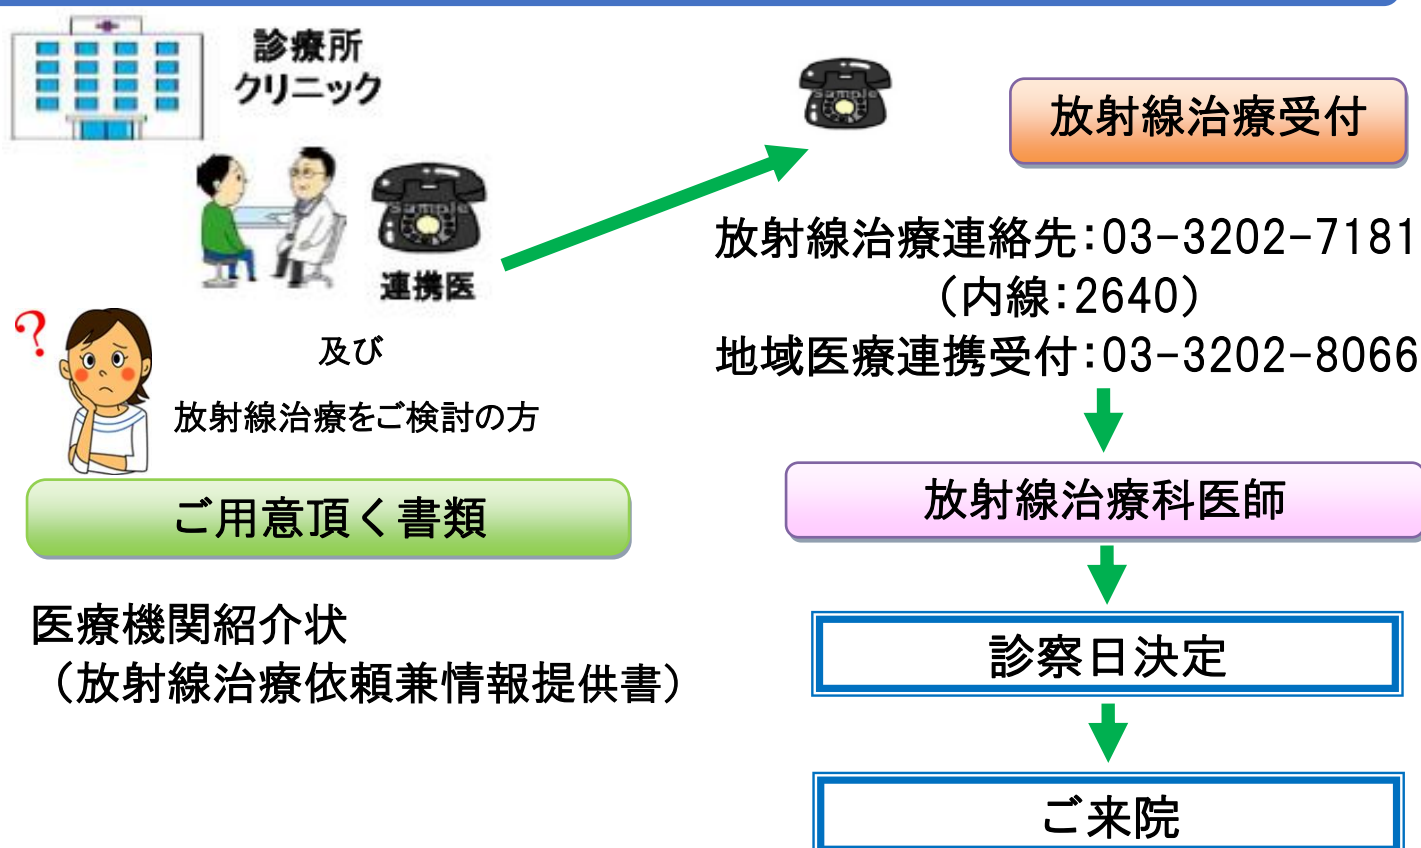 診療所
クリニック
sample
連携医
?
及び
放射線治療をご検討の方
ご用意頂く書類
医療機関紹介状
（放射線治療依頼兼情報提供書）
sample
放射線治療受付
放射線治療連絡先:03-3202-7181
（内線:2640）
地域医療連携受付:03-3202-8066
放射線治療科医師
診察日決定
ご来院